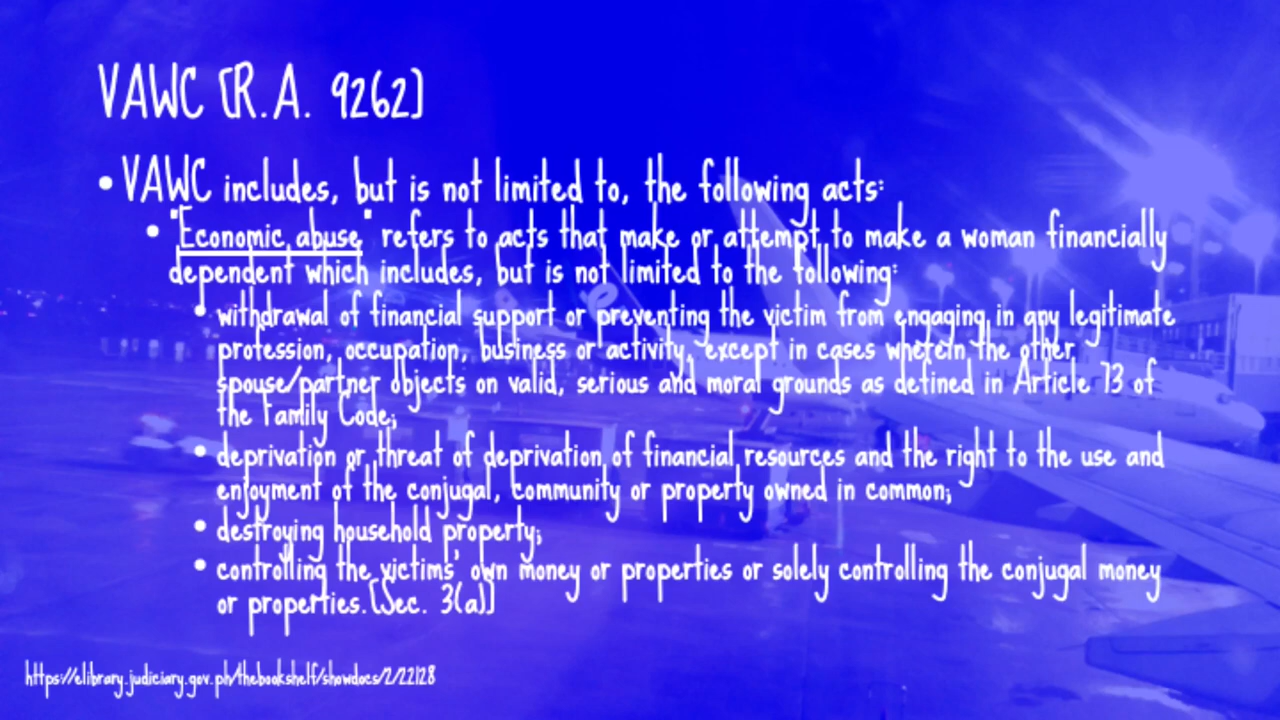 VAWC [R.A. 9262]
• VAWC includes, but is not limited to, the following acts:
• "Economic abuse" refers to acts that make or attempt to make a woman financially
dependent which includes, but is not limited to the following:
• withdrawal of financial support or preventing the victim from engaging in any legitimate
profession, occupation, business or activity, except in cases wherein the other
spouse/partner objects on valid, serious and moral grounds as defined in Article 73 of
the Family Code;
• deprivation or threat of deprivation of financial resources and the right to the use and
enjoyment of the conjugal, community or property owned in common;
• destroying household property;
• controlling the victims' own money or properties or solely controlling the conjugal money
or properties.[Sec. 3(a)]
https://elibrary.judiciary.gov.ph/thebookshelf/showdocs/2/22128